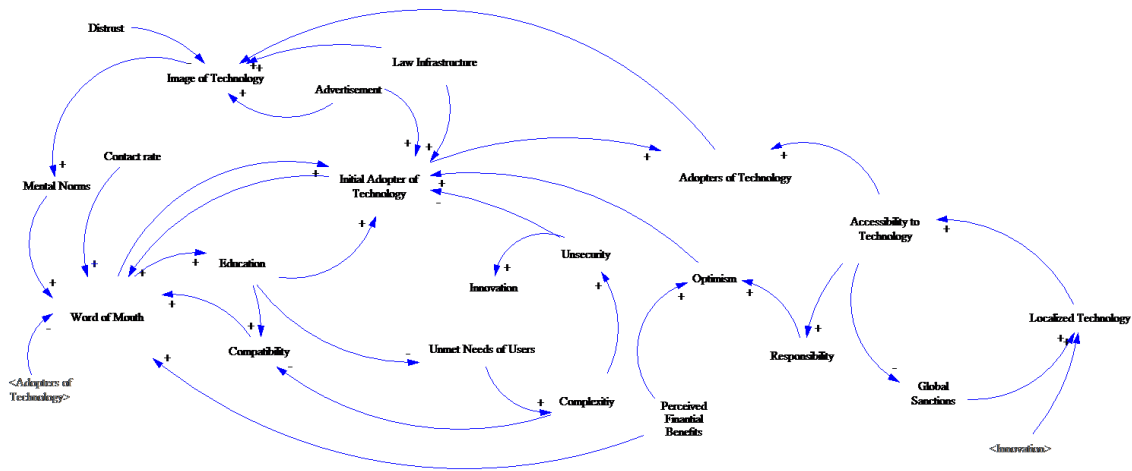 Distrust
Law Infrastructure
Image of Technology
Advertisement
Contact rate
Mental Norms
Initial Adopter of
Technology
Adopters of Technology
Accessibility to
Technology
Education
Unsecurity
Innovation
Optimism
Word of Mouth
Localized Technology
Compatibility
Unmet Needs of Users
Responsibility
<Adopters of
Technology>
Complexitiy
Perceived
Finantial
Benefits
Global
Sanctions
<Innovation>